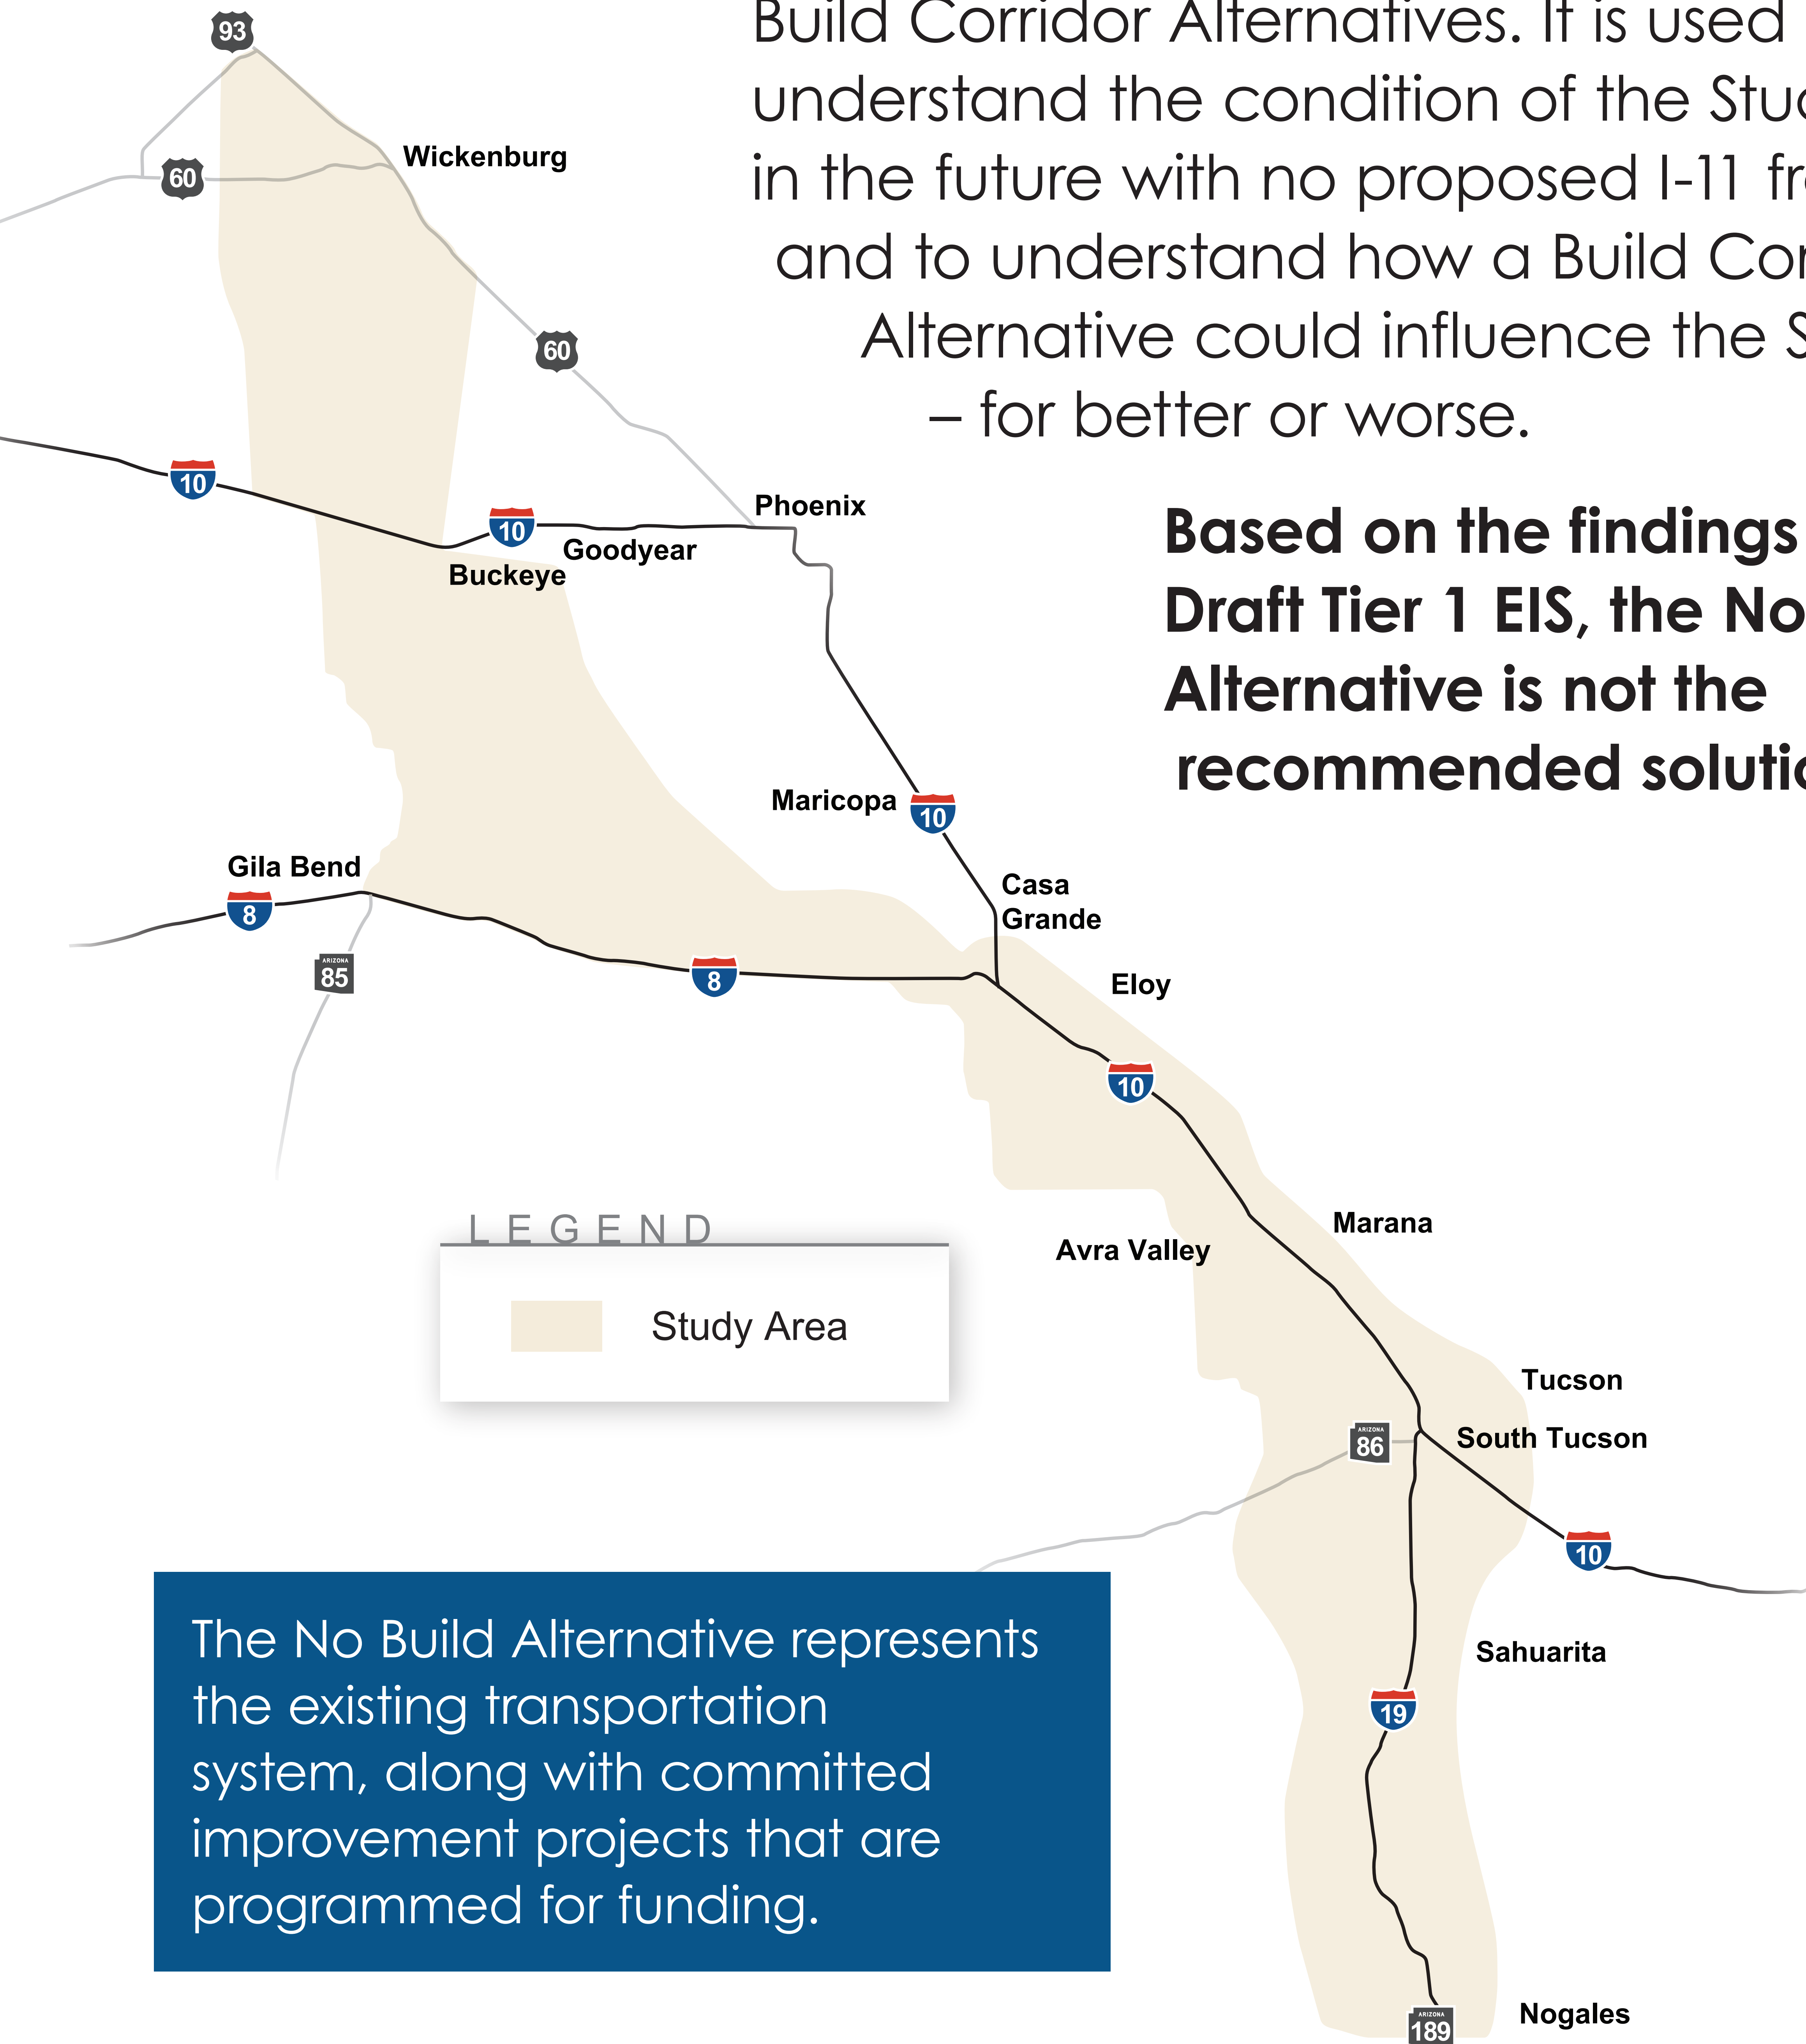 Build Corridor Alternatives. It is used
understand the condition of the
in the future with no proposed I-11
and to understand how a Build
Alternative could influence the
– for better or worse.
Based on the findings
Draft Tier 1 EIS, the No
Alternative is not the
recommended
93
Wickenburg
60
60
10
10
Phoenix
Goodyear
Buckeye
Maricopa
10
Gila Bend
8
Casa
Grande
ARIZONA
85
8
Eloy
10
LEGEND
Study Area
Marana
Avra Valley
Tucson
ARIZONA
86
South Tucson
10
Sahuarita
19
The No Build Alternative represents
the existing transportation
system, along with committed
improvement projects that are
programmed for funding.
Nogales
ARIZONA
189